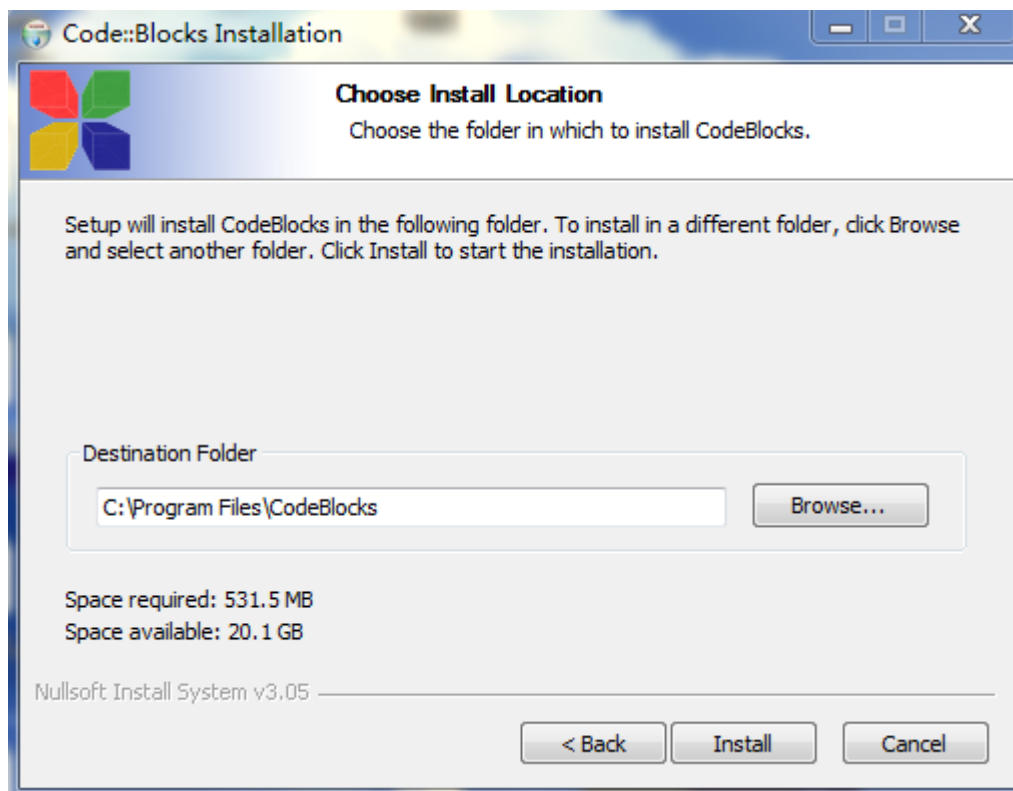 Code::Blocks Installation
Choose Install Location
Choose the folder in which to install CodeBlocks.
Setup will install CodeBlocks in the following folder. To install in a different folder, click Browse
and select another folder. Click Install to start the installation.
Destination Folder
C:\Program Files\CodeBlocks
Browse...
Space required: 531.5 MB
Space available: 20.1 GB
Nullsoft Install System v3.05
< Back
Install
Cancel